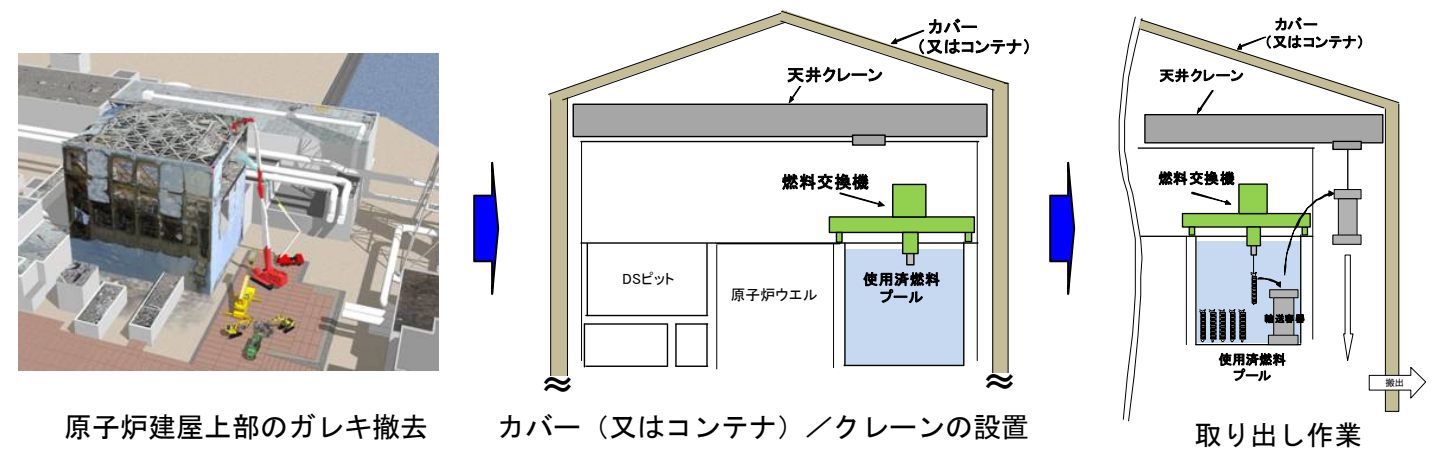 カバー
(又はコンテナ)
天井クレーン
燃料交換機
DSピット
原子炉ウエル
使用済燃料
プール
カバー
(又はコンテナ)
天井クレーン
燃料交換機
輸送容器
使用済燃料
プール
搬出
原子炉建屋上部のガレキ撤去
カバー(又はコンテナ)/クレーンの設置
取り出し作業